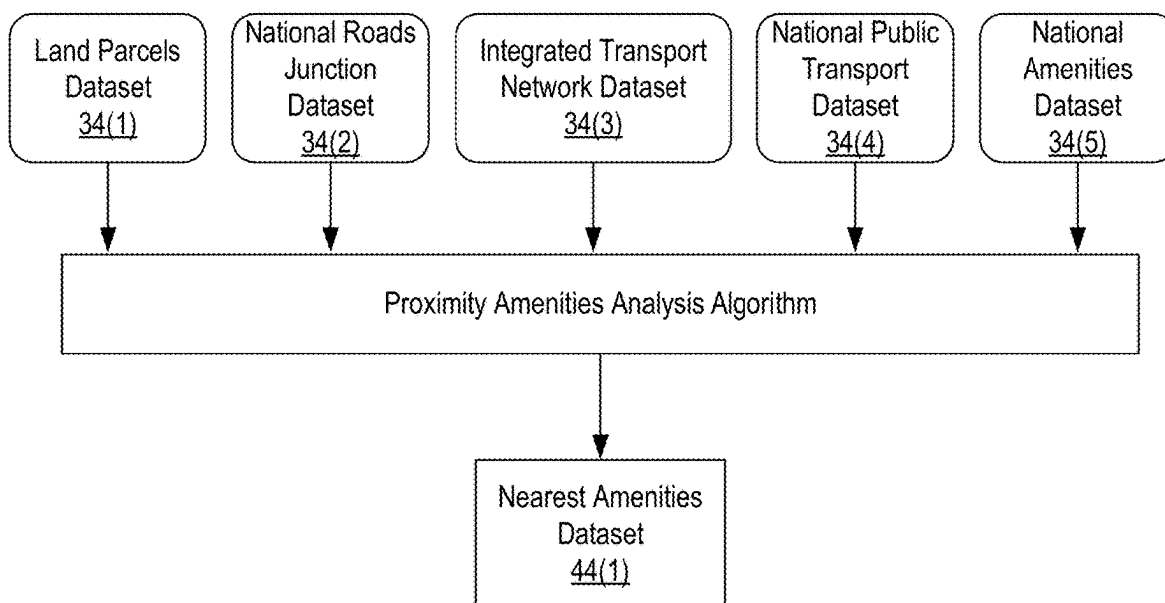 Land Parcels
Dataset
34(1)
National Roads
Junction
Dataset
34(2)
Integrated Transport
Network Dataset
34(3)
National Public
Transport
Dataset
34(4)
National
Amenities
Dataset
34(5)
Proximity Amenities Analysis Algorithm
Nearest Amenities
Dataset
44(1)